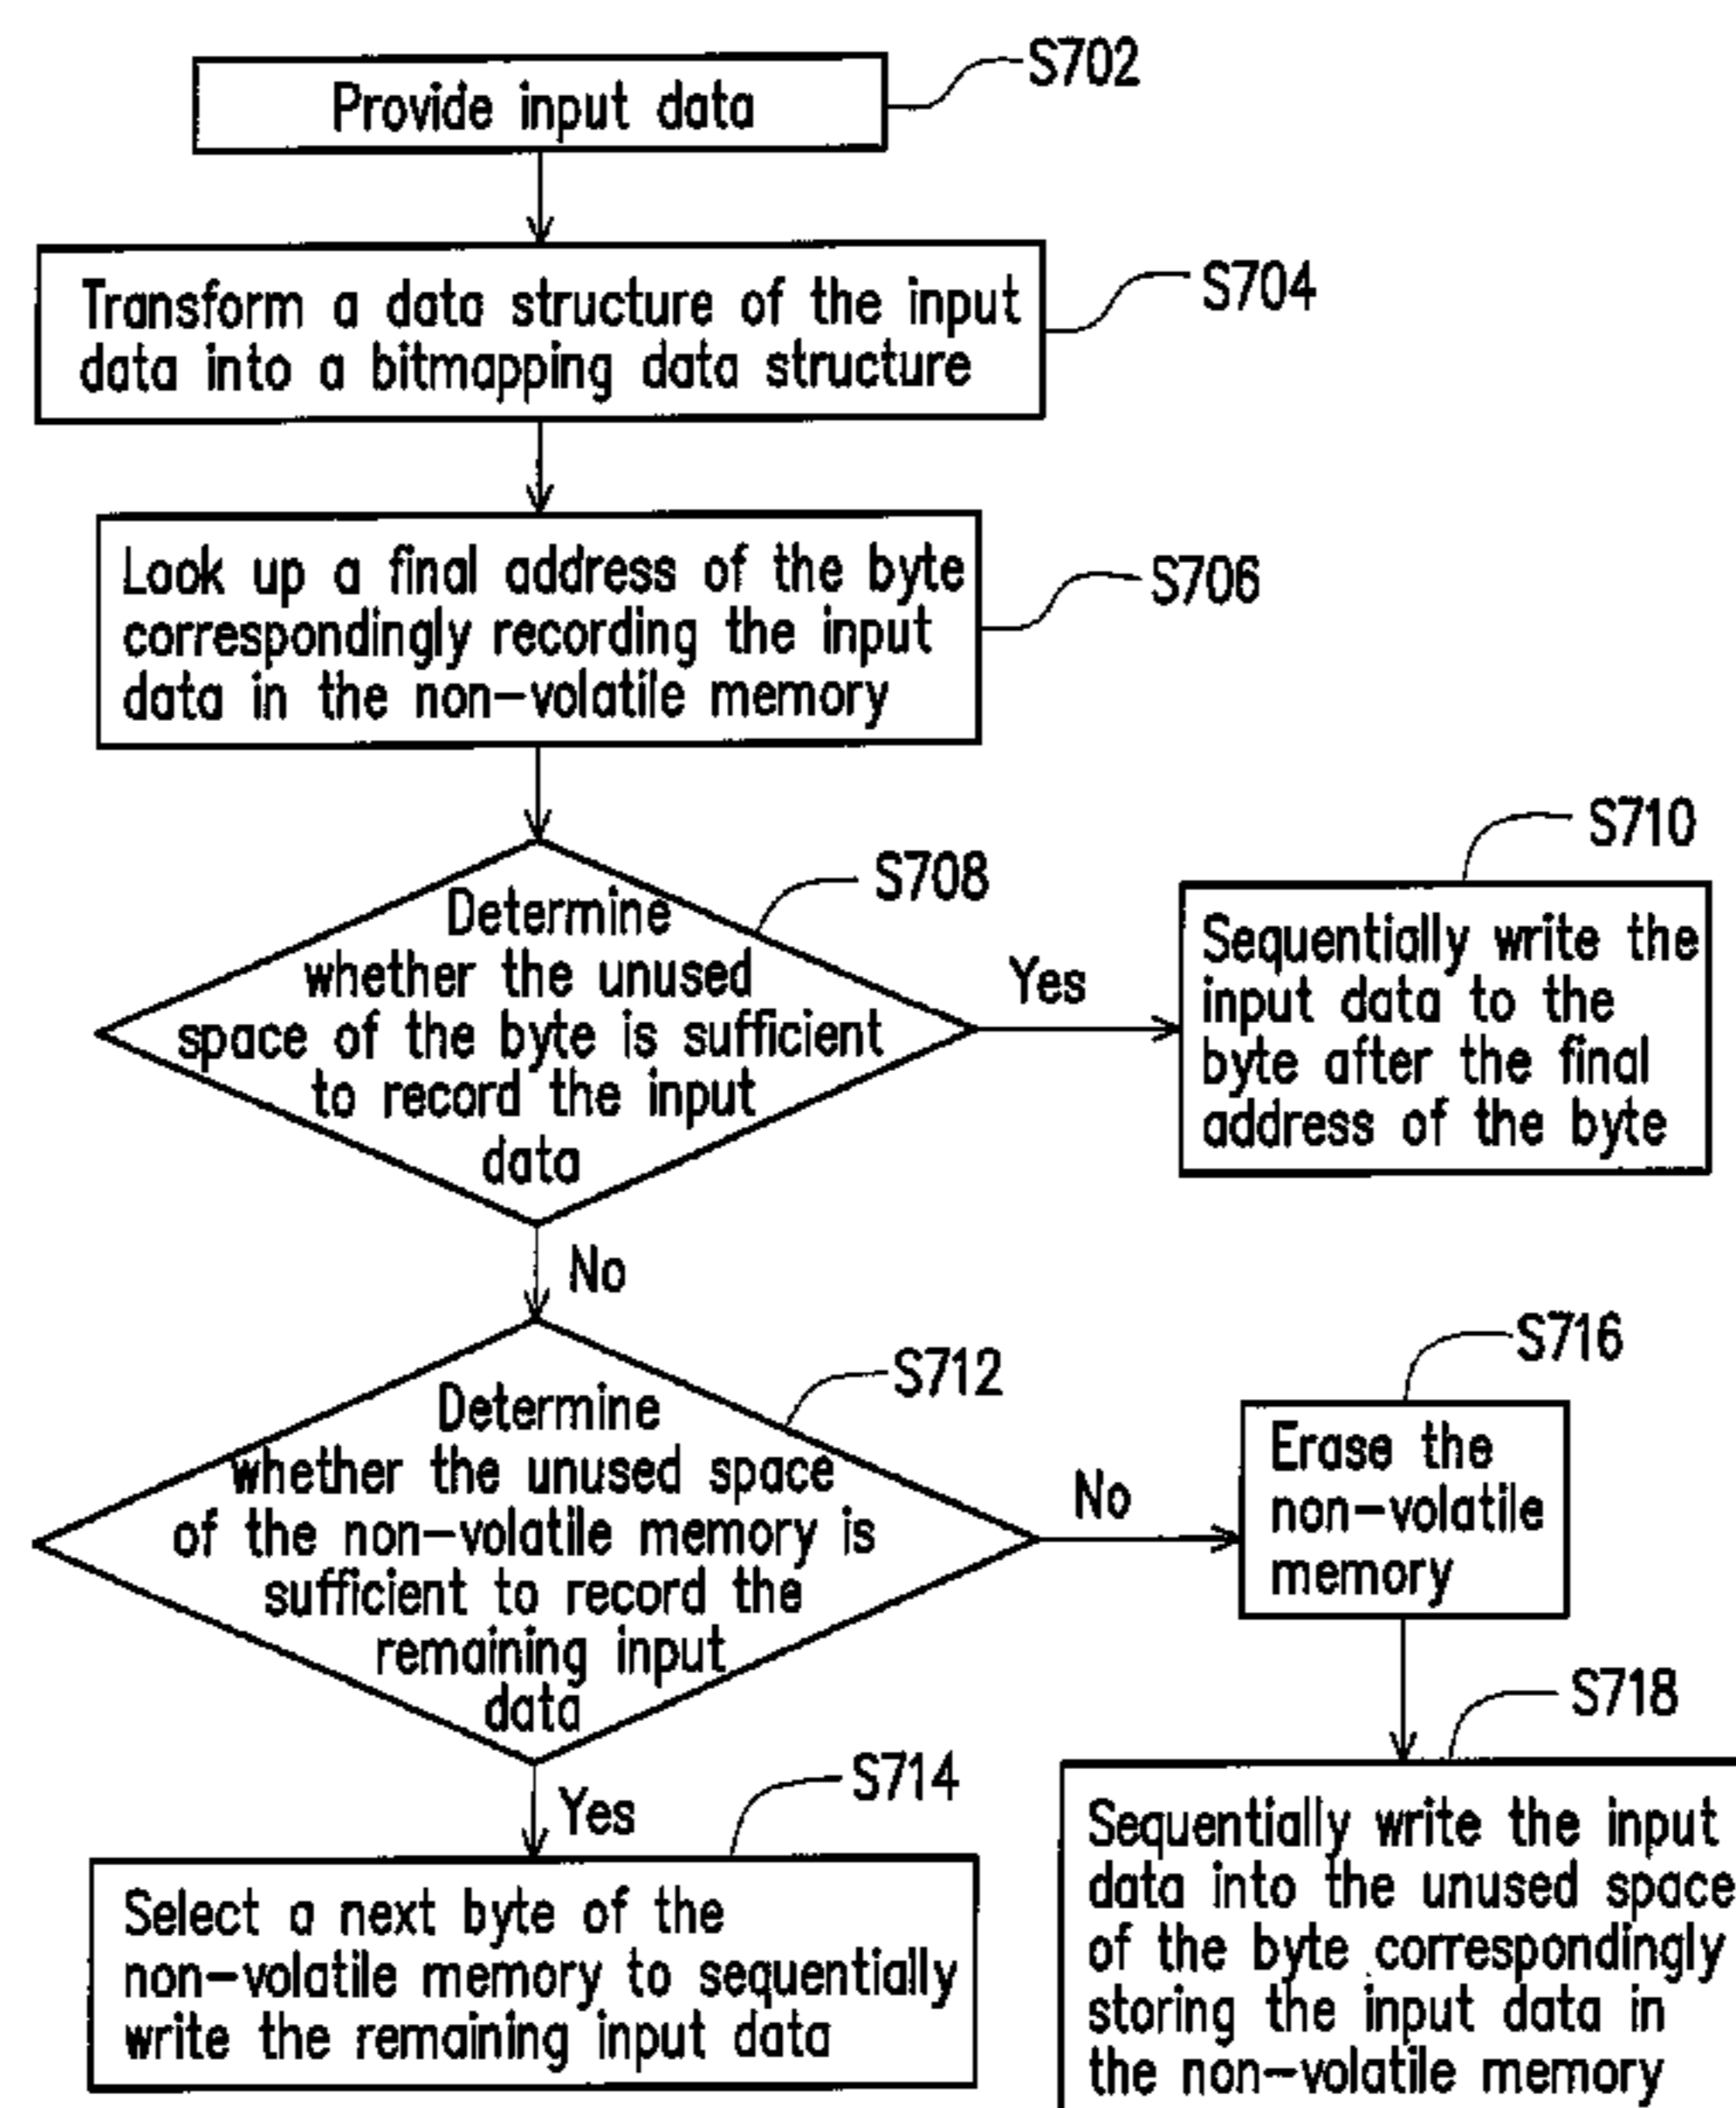 Provide input data
S702
Transform a data structure of the input
data into a bitmapping data structure
S704
Look up a final address of the byte
correspondingly recording the input
data in the non-volatile memory
S706
Determine
whether the unused
space of the byte is sufficient
to record the input
data
S708
Yes
Sequentially write the
input data to the
byte after the final
address of the byte
S710
No
Determine
whether the unused space
of the non-volatile memory is
sufficient to record the
remaining input
data
S712
No
Erase the
non-volatile
memory
S716
Yes
Select a next byte of the
non-volatile memory to sequentially
write the remaining input data
S714
Sequentially write the input
data into the unused space
of the byte correspondingly
storing the input data in
the non-volatile memory
S718